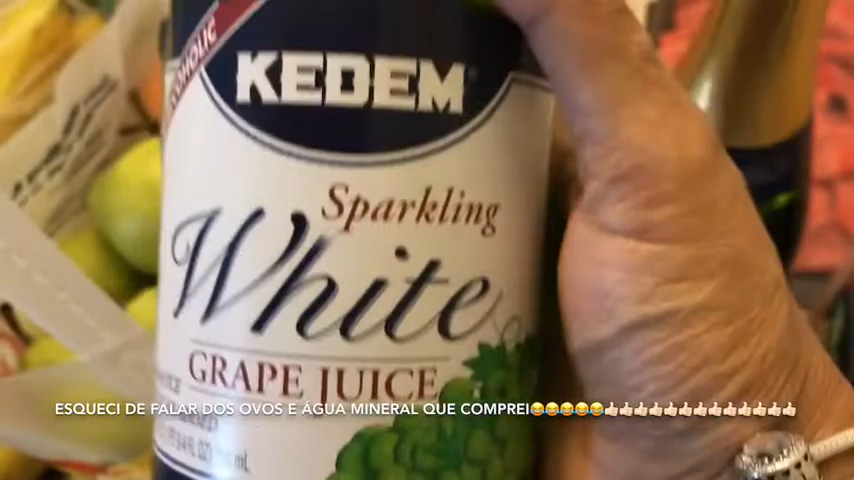 KEDEM
Sparkling
White
GRAPE JUICE
ESQUECI DE FALAR DOS OVOS E ÁGUA MINERAL QUE COMPREI😂😂😂😂👍🏻👍🏻👍🏻👍🏻👍🏻👍🏻👍🏻👍🏻👍🏻👍🏻👍🏻👍🏻👍🏻